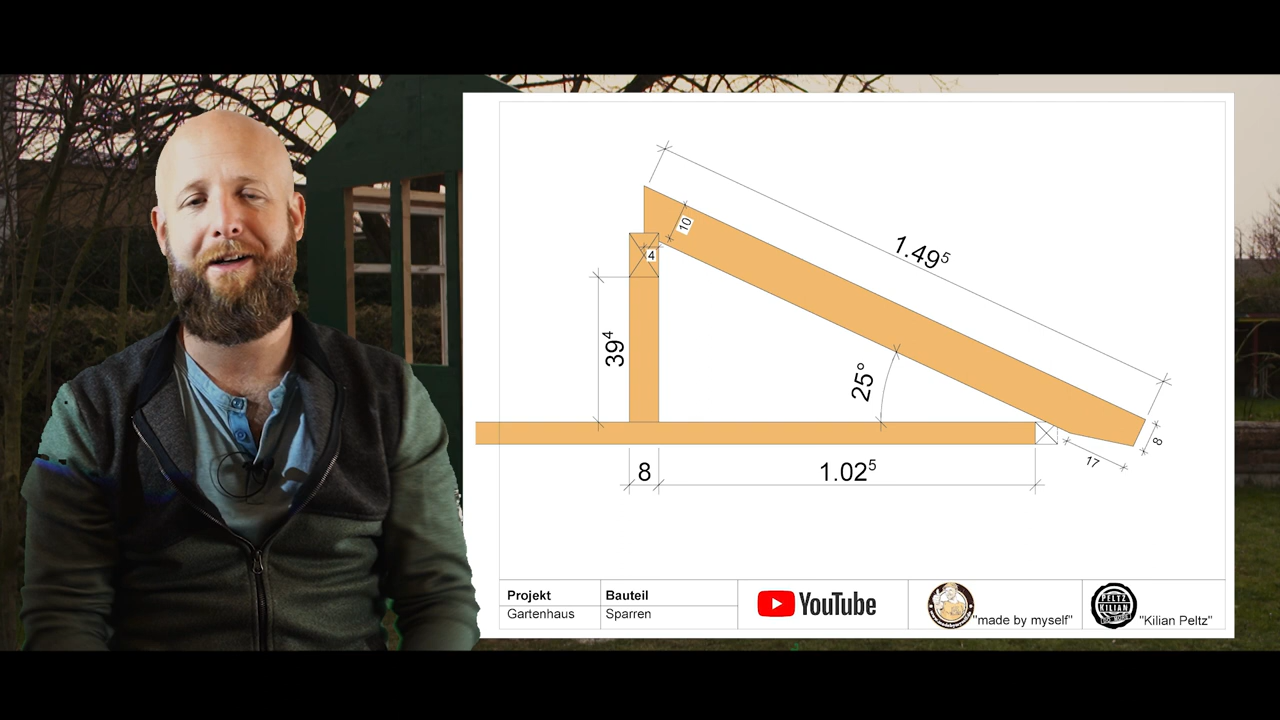 10
1.49⁵
4
39⁴
25°
8
17
8
1.02⁵
Projekt
Bauteil
Gartenhaus
Sparren
YouTube
"made by myself"
PELTZ
KILIAN
"Kilian Peltz"